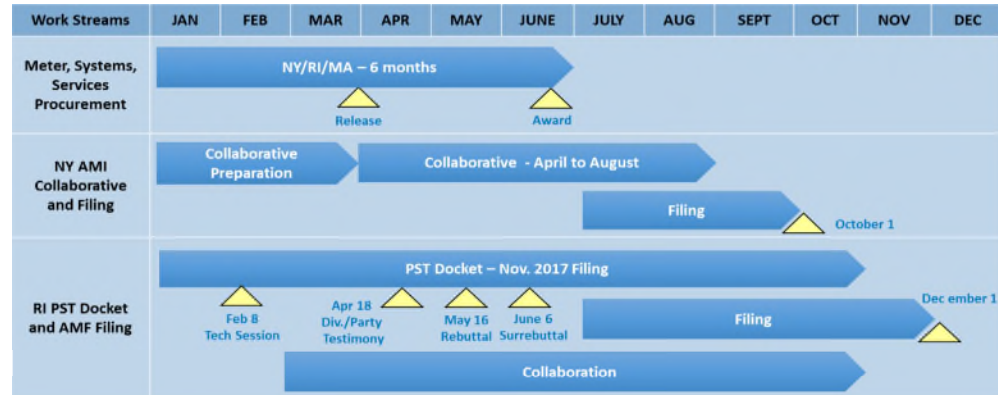 Work Streams JAN FEB MAR APR MAY JUNE JULY AUG SEPT OCT NOV DEC
Meter, Systems,
Services
Procurement
NY/RI/MA – 6 months
Release
Award
NY AMI
Collaborative
and Filing
Collaborative
Preparation
Collaborative - April to August
Filing
October 1
RI PST Docket
and AMF Filing
PST Docket – Nov. 2017 Filing
Feb 8
Tech Session
Apr 18
Div./Party
Testimony
May 16
Rebuttal
June 6
Surrebuttal
Filing
Dec ember 1
Collaboration